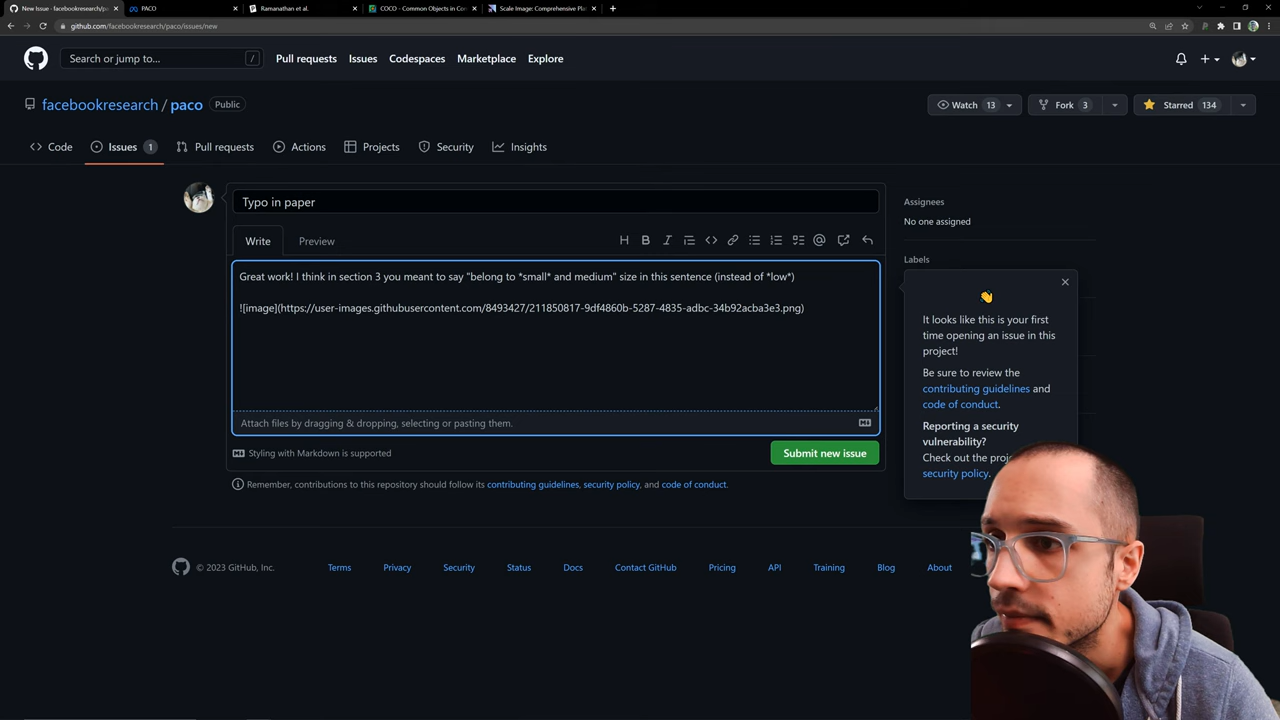 New Issue · facebookresearch/p
PACO
Ramanathan et al.
COCO - Common Objects in Con
Scale Image: Comprehensive Pla
github.com/facebookresearch/paco/issues/new
Search or jump to... /
Pull requests
Issues
Codespaces
Marketplace
Explore
facebookresearch / paco Public
Watch 13
Fork 3
Starred 134
Code
Issues 1
Pull requests
Actions
Projects
Security
Insights
Typo in paper
Write
Preview
Great work! I think in section 3 you meant to say "belong to *small* and medium" size in this sentence (instead of *low*)
![image](https://user-images.githubusercontent.com/8493427/211850817-9df4860b-5287-4835-adbc-34b92acba3e3.png)
Attach files by dragging & dropping, selecting or pasting them.
Styling with Markdown is supported
Submit new issue
Remember, contributions to this repository should follow its contributing guidelines, security policy, and code of conduct.
Assignees
No one assigned
Labels
It looks like this is your first
time opening an issue in this
project!
Be sure to review the
contributing guidelines and
code of conduct.
Reporting a security
vulnerability?
Check out the
security policy.
© 2023 GitHub, Inc.
Terms
Privacy
Security
Status
Docs
Contact GitHub
Pricing
API
Training
Blog
About